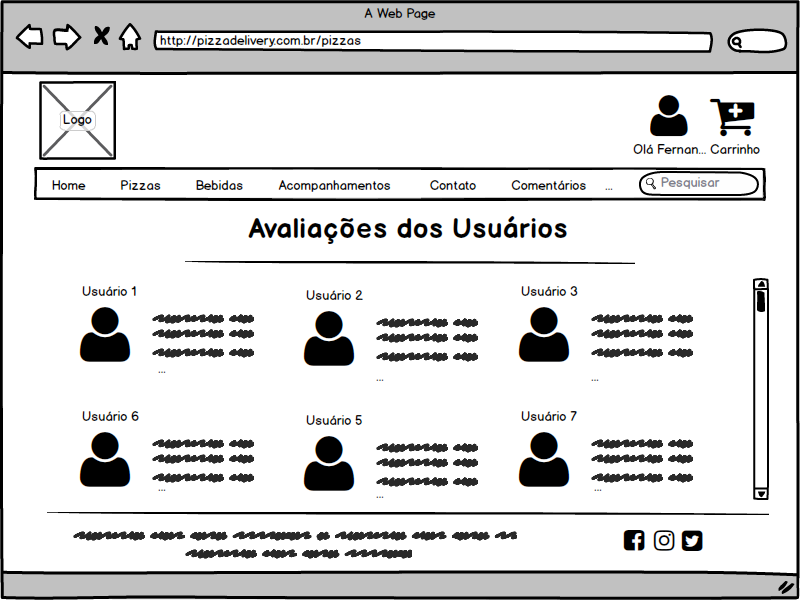 A Web Page
http://pizzadelivery.com.br/pizzas
Logo
Olá Fernan... Carrinho
Home Pizzas Bebidas Acompanhamentos Contato Comentários ... Pesquisar
Avaliações dos Usuários
Usuário 1 Usuário 2 Usuário 3
... ... ...
Usuário 6 Usuário 5 Usuário 7
... ... ...